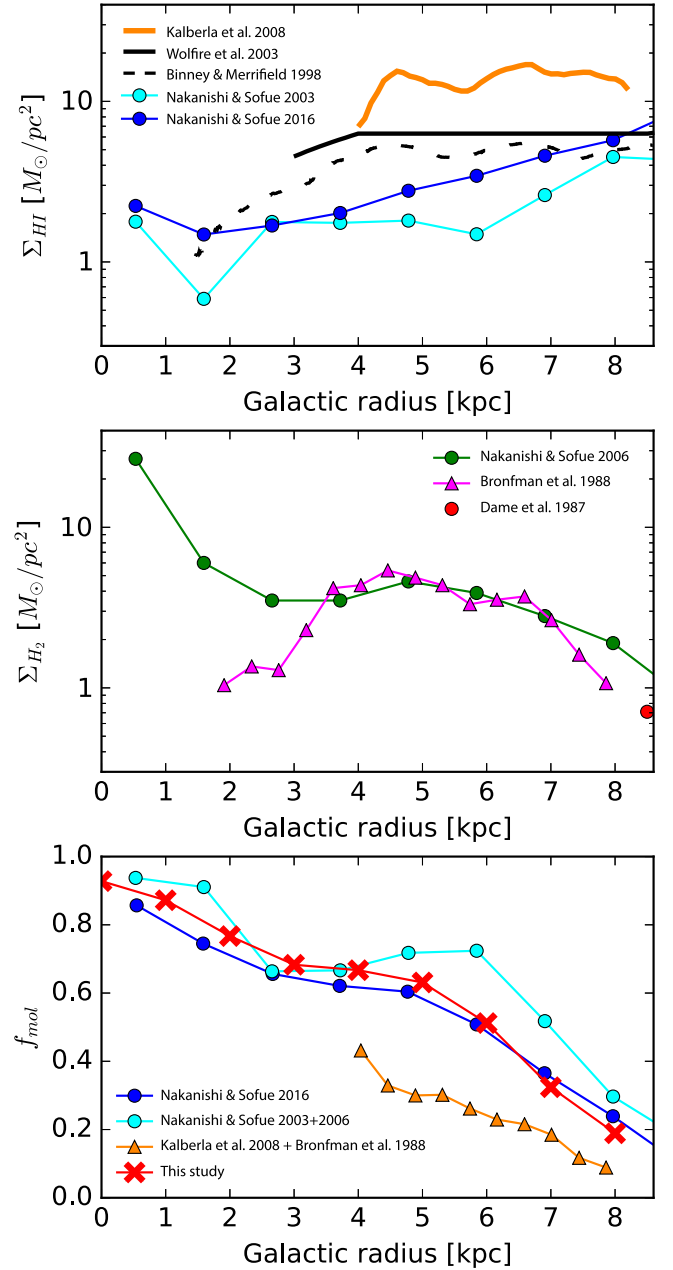 Kalberla et al. 2008
Wolfire et al. 2003
Binney & Merrifield 1998
Nakanishi & Sofue 2003
Nakanishi & Sofue 2016
10
1
Σ_HI [M_⊙/pc^2]
0 1 2 3 4 5 6 7 8
Galactic radius [kpc]
Nakanishi & Sofue 2006
Bronfman et al. 1988
Dame et al. 1987
10
1
Σ_{H_2} [M_⊙/pc^2]
0 1 2 3 4 5 6 7 8
Galactic radius [kpc]
1.0
0.8
0.6
0.4
0.2
0.0
f_mol
Nakanishi & Sofue 2016
Nakanishi & Sofue 2003+2006
Kalberla et al. 2008 + Bronfman et al. 1988
This study
0 1 2 3 4 5 6 7 8
Galactic radius [kpc]